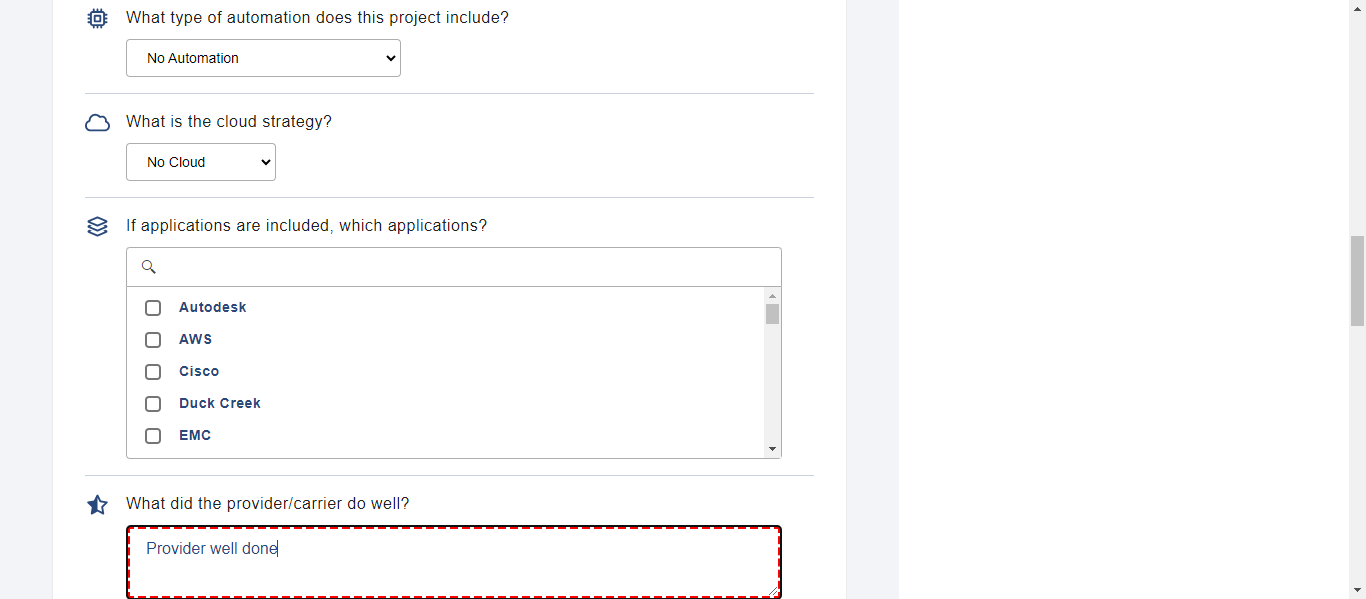 What type of automation does this project include?
No Automation
What is the cloud strategy?
No Cloud
If applications are included, which applications?
Autodesk
AWS
Cisco
Duck Creek
EMC
What did the provider/carrier do well?
Provider well done